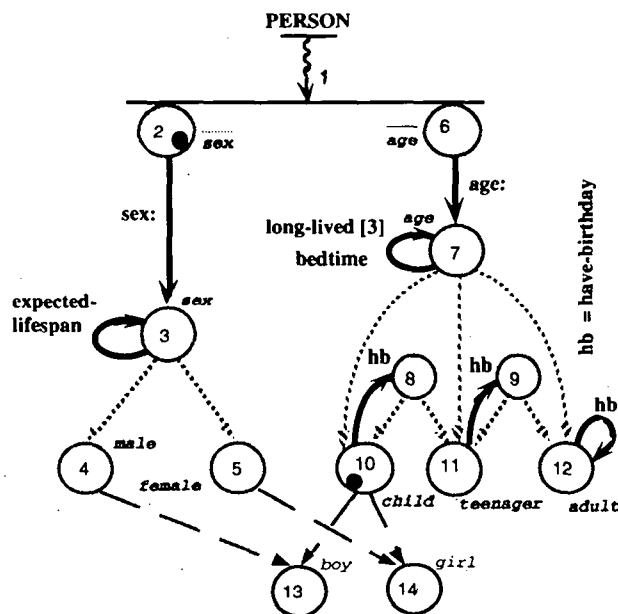 PERSON
1
2
sex
age
6
sex:
age:
long-lived [3]
age
bedtime
7
hb = have-birthday
expected-
lifespan
sex
3
hb
8
hb
9
hb
male
4
female
5
10
child
11
teenager
12
adult
boy
13
girl
14